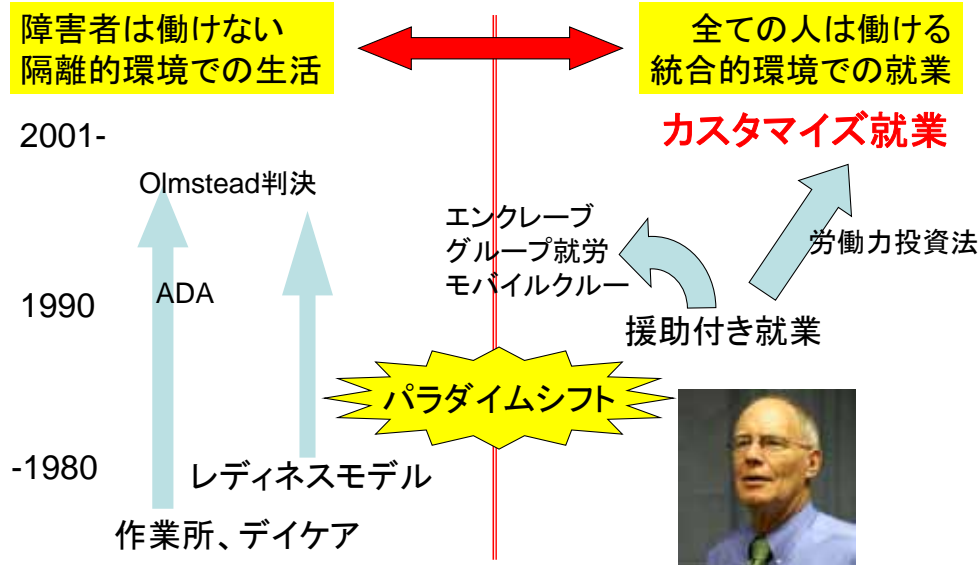 障害者は働けない
隔離的環境での生活
全ての人は働ける
統合的環境での就業
2001-
カスタマイズ就業
Olmstead判決
エンクレーブ
グループ就労
モバイルクルー
労働力投資法
ADA
1990
援助付き就業
パラダイムシフト
-1980
レディネスモデル
作業所、デイケア